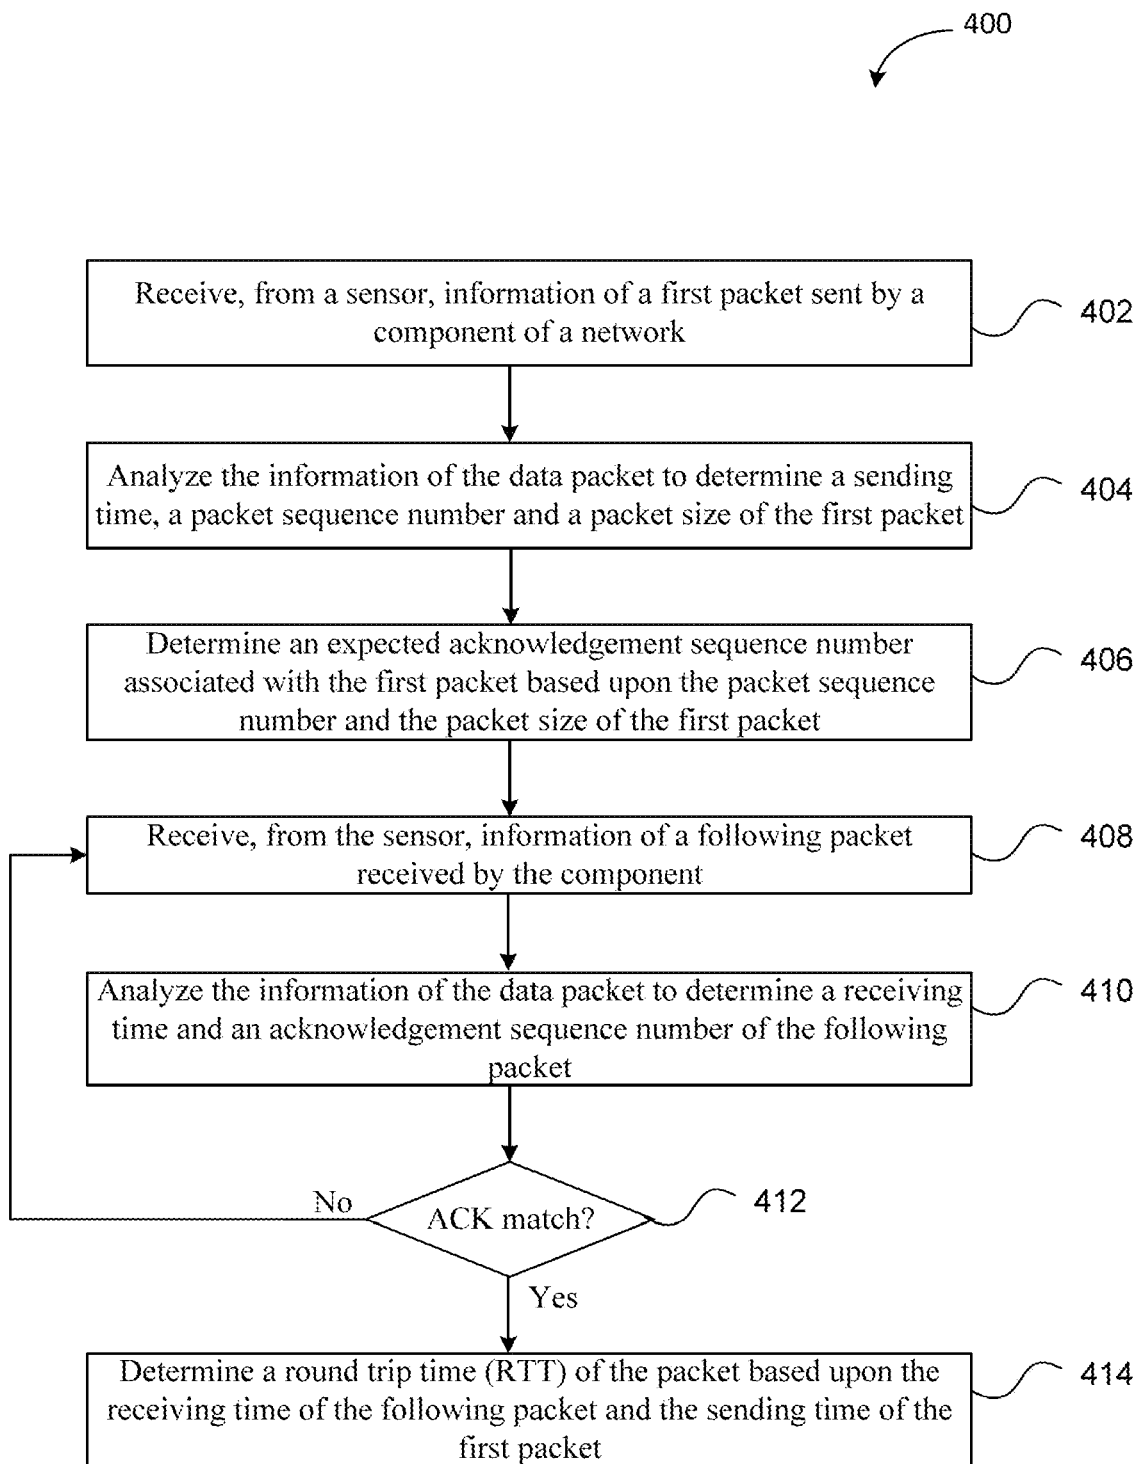 400
Receive, from a sensor, information of a first packet sent by a
component of a network
402
Analyze the information of the data packet to determine a sending
time, a packet sequence number and a packet size of the first packet
404
Determine an expected acknowledgement sequence number
associated with the first packet based upon the packet sequence
number and the packet size of the first packet
406
Receive, from the sensor, information of a following packet
received by the component
408
Analyze the information of the data packet to determine a receiving
time and an acknowledgement sequence number of the following
packet
410
No
ACK match?
412
Yes
Determine a round trip time (RTT) of the packet based upon the
receiving time of the following packet and the sending time of the
first packet
414